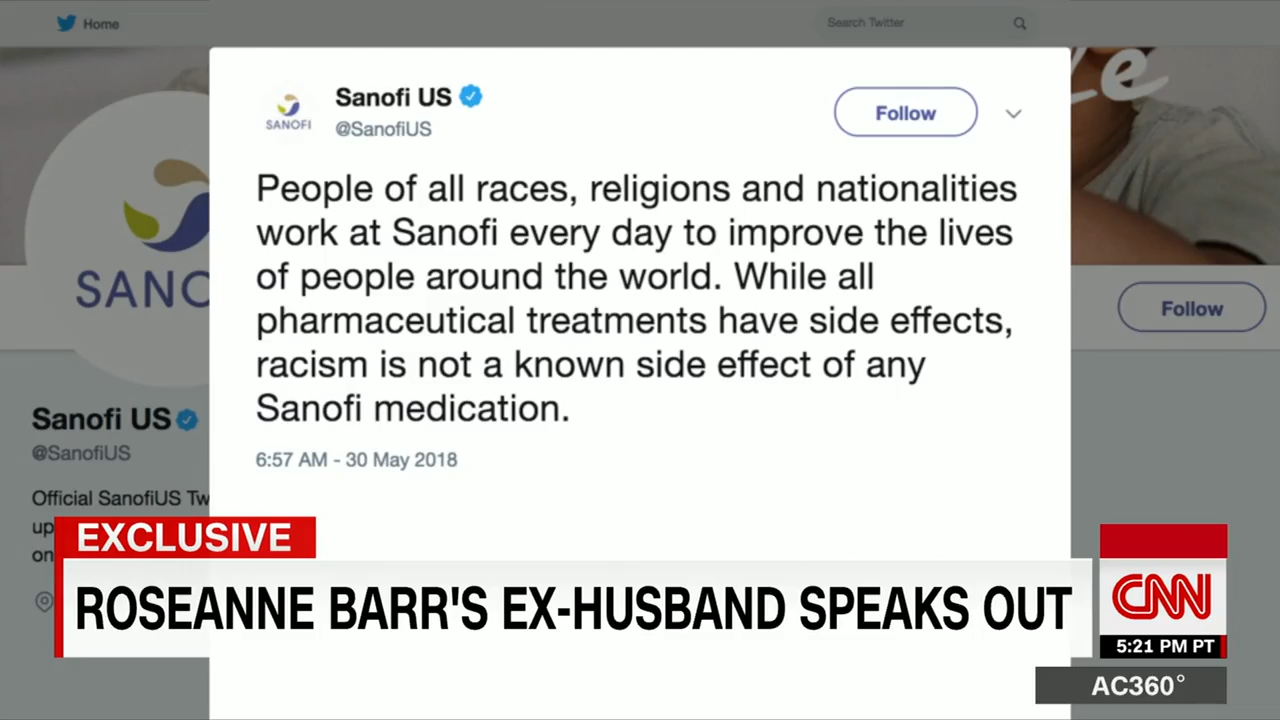 Home
Search Twitter
Sanofi US
@SanofiUS
SANOFI
Follow
People of all races, religions and nationalities
work at Sanofi every day to improve the lives
of people around the world. While all
pharmaceutical treatments have side effects,
racism is not a known side effect of any
Sanofi medication.
6:57 AM - 30 May 2018
SANO
Follow
Sanofi US
@SanofiUS
Official SanofiUS Tw
up
on
EXCLUSIVE
ROSEANNE BARR'S EX-HUSBAND SPEAKS OUT
CNN
5:21 PM PT
AC360°